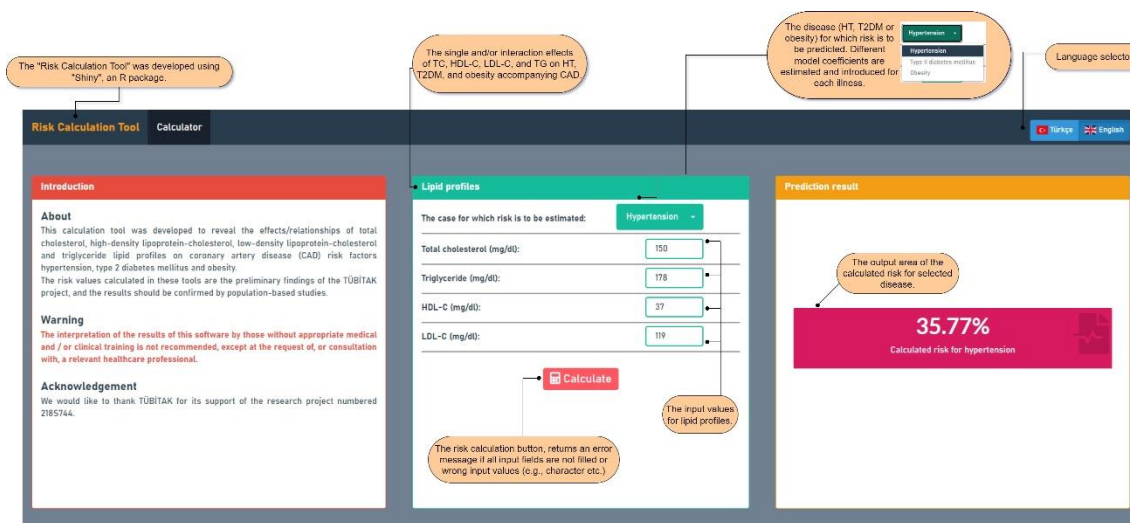 The "Risk Calculation Tool" was developed using
"Shiny", an R package.
The single and/or interaction effects
of TC, HDL-C, LDL-C, and TG on HT,
T2DM, and obesity accompanying CAD.
The disease (HT, T2DM or
obesity) for which risk is to
be predicted. Different
model coefficients are
estimated and introduced for
each illness.
Hypertension
Hypertension
Type II diabetes mellitus
Obesity
Language selecto
Risk Calculation Tool
Calculator
Türkçe
English
Introduction
About
This calculation tool was developed to reveal the effects/relationships of total
cholesterol, high-density lipoprotein-cholesterol, low-density lipoprotein-cholesterol
and triglyceride lipid profiles on coronary artery disease (CAD) risk factors
hypertension, type 2 diabetes mellitus and obesity.
The risk values calculated in these tools are the preliminary findings of the TÜBİTAK
project, and the results should be confirmed by population-based studies.
Warning
The interpretation of the results of this software by those without appropriate medical
and / or clinical training is not recommended, except at the request of, or consultation
with, a relevant healthcare professional.
Acknowledgement
We would like to thank TÜBİTAK for its support of the research project numbered
2185744.
Lipid profiles
The case for which risk is to be estimated:
Hypertension
Total cholesterol (mg/dl):
150
Triglyceride (mg/dl):
178
HDL-C (mg/dl):
37
LDL-C (mg/dl):
119
Calculate
The input values
for lipid profiles.
The risk calculation button, returns an error
message if all input fields are not filled or
wrong input values (e.g., character etc.)
Prediction result
The output area of the
calculated risk for selected
disease.
35.77%
Calculated risk for hypertension